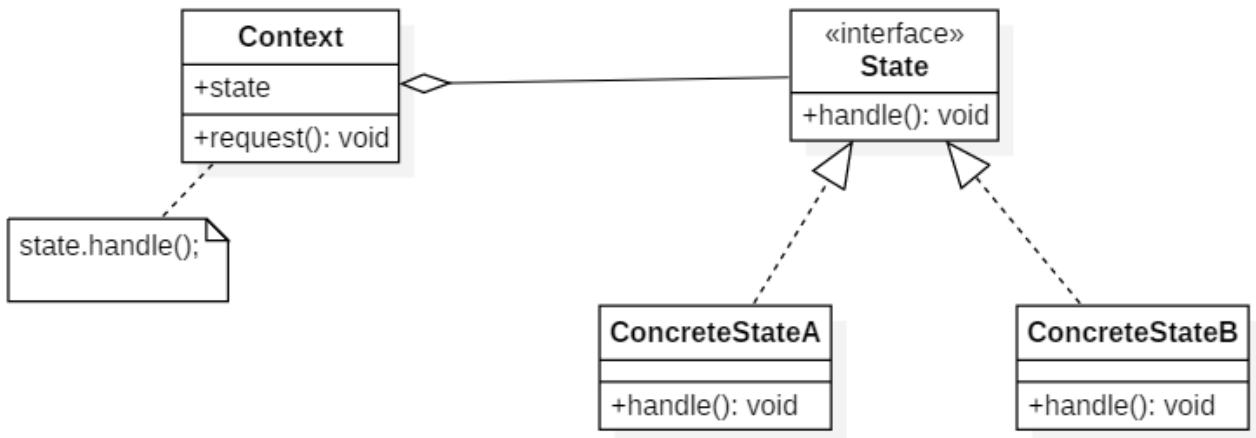 Context
+state
+request(): void
state.handle();
«interface»
State
+handle(): void
ConcreteStateA
+handle(): void
ConcreteStateB
+handle(): void